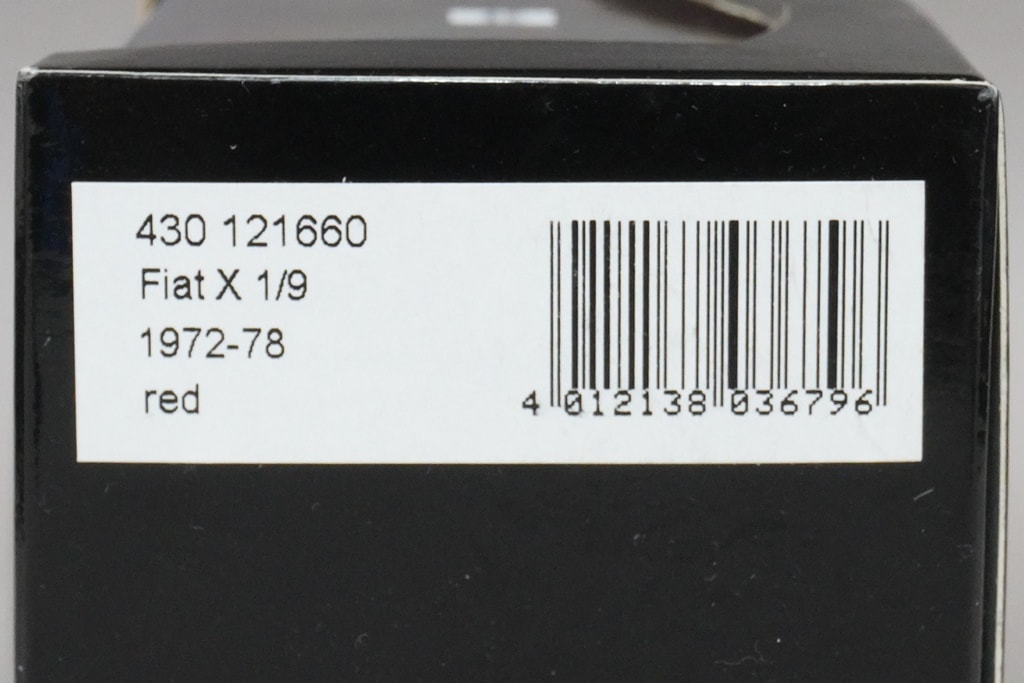 430 121660
Fiat X 1/9
1972-78
red
4 012138 036796